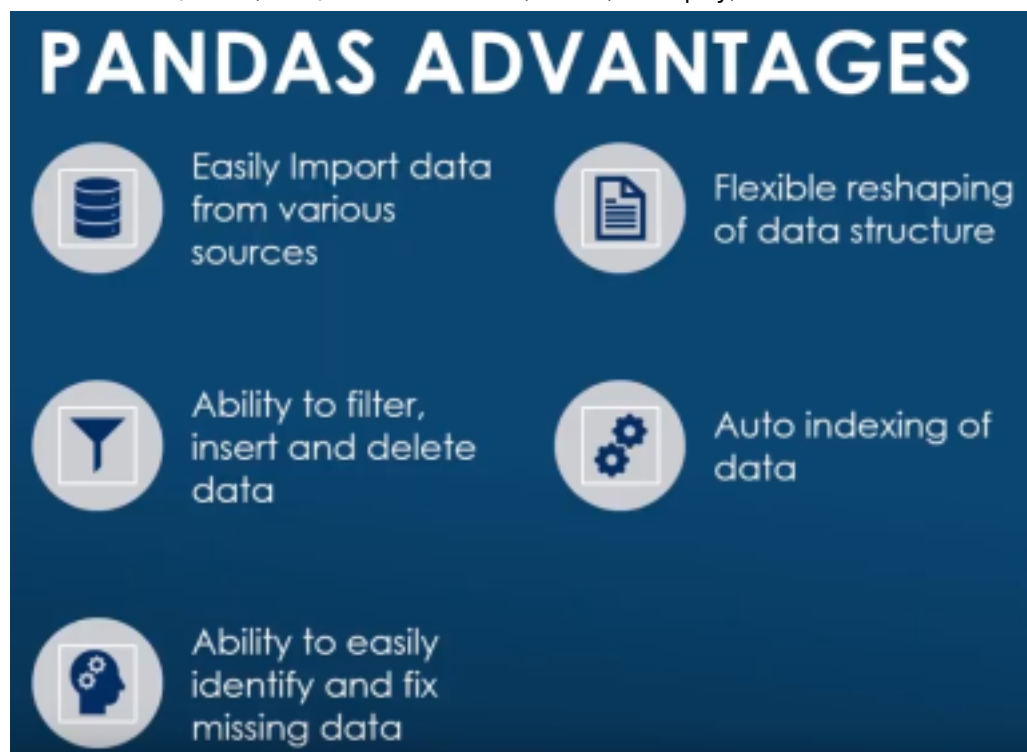 PANDAS ADVANTAGES
Easily Import data
from various
sources
Flexible reshaping
of data structure
Ability to filter,
insert and delete
data
Auto indexing of
data
Ability to easily
identify and fix
missing data